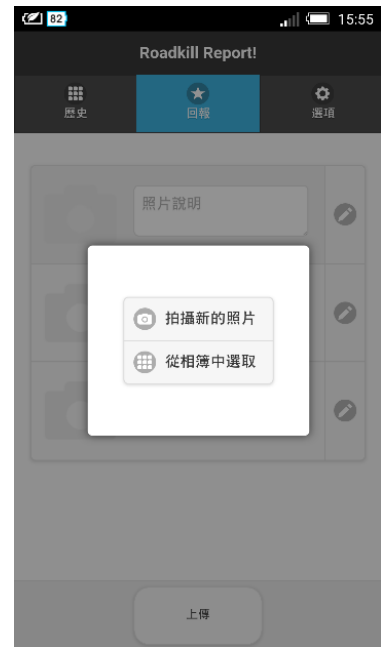 82
15:55
Roadkill Report!
歷史
回報
選項
照片說明
拍攝新的照片
從相簿中選取
上傳